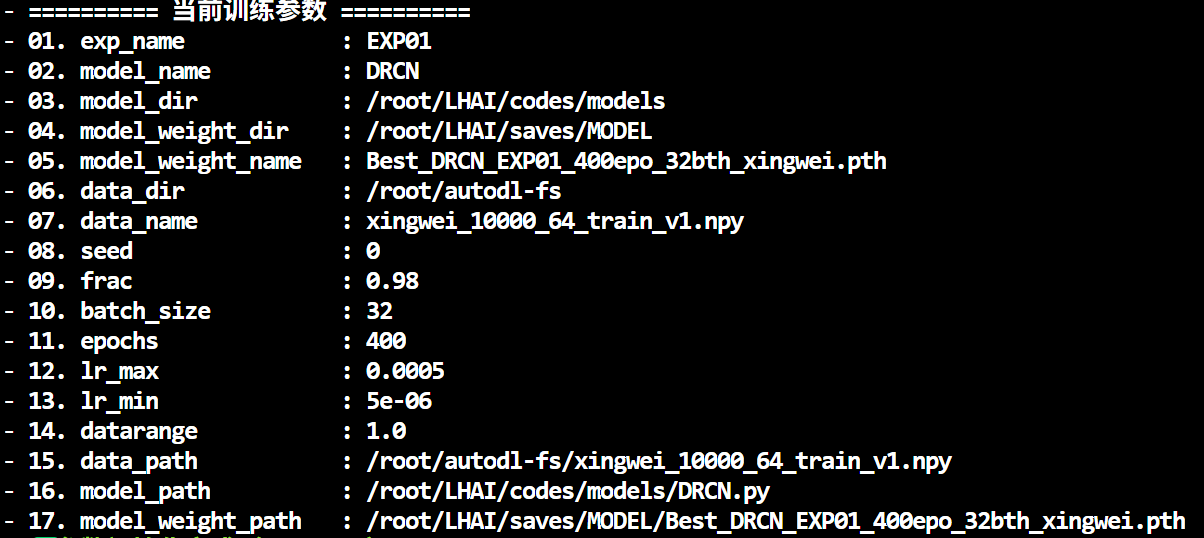 - ========== 当前训练参数 ==========
- 01. exp_name : EXP01
- 02. model_name : DRCN
- 03. model_dir : /root/LHAI/codes/models
- 04. model_weight_dir : /root/LHAI/saves/MODEL
- 05. model_weight_name : Best_DRCN_EXP01_400epo_32bth_xingwei.pth
- 06. data_dir : /root/autodl-fs
- 07. data_name : xingwei_10000_64_train_v1.npy
- 08. seed : 0
- 09. frac : 0.98
- 10. batch_size : 32
- 11. epochs : 400
- 12. lr_max : 0.0005
- 13. lr_min : 5e-06
- 14. datarange : 1.0
- 15. data_path : /root/autodl-fs/xingwei_10000_64_train_v1.npy
- 16. model_path : /root/LHAI/codes/models/DRCN.py
- 17. model_weight_path : /root/LHAI/saves/MODEL/Best_DRCN_EXP01_400epo_32bth_xingwei.pth